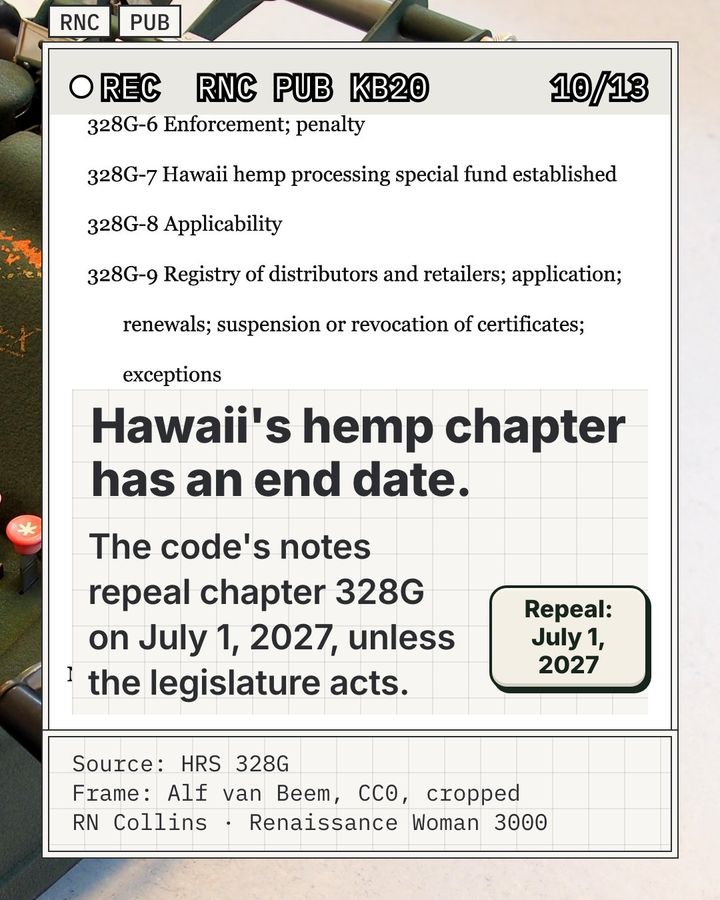 RNC PUB
REC RNC PUB KB20 10/13
328G-6 Enforcement; penalty
328G-7 Hawaii hemp processing special fund established
328G-8 Applicability
328G-9 Registry of distributors and retailers; application;
renewals; suspension or revocation of certificates;
exceptions
Hawaii's hemp chapter
has an end date.
The code's notes
repeal chapter 328G
on July 1, 2027, unless
the legislature acts.
Repeal:
July 1,
2027
Source: HRS 328G
Frame: Alf van Beem, CC0, cropped
RN Collins · Renaissance Woman 3000